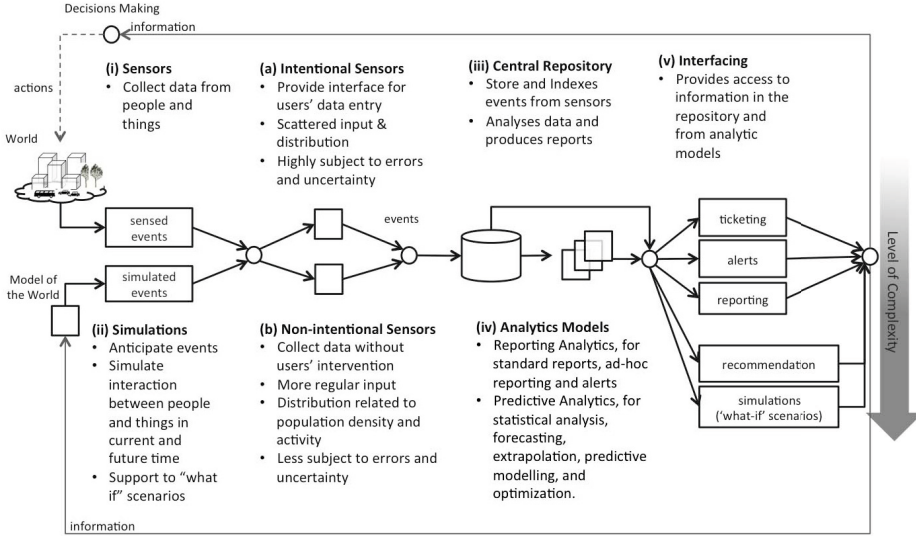 Decisions Making
information
actions
World
(i) Sensors
• Collect data from
people and
things
(a) Intentional Sensors
• Provide interface for
users' data entry
• Scattered input &
distribution
• Highly subject to errors
and uncertainty
(iii) Central Repository
• Store and Indexes
events from sensors
• Analyses data and
produces reports
(v) Interfacing
• Provides access to
information in the
repository and
from analytic
models
sensed
events
events
ticketing
alerts
reporting
Level of Complexity
Model of
the World
simulated
events
(ii) Simulations
• Anticipate events
• Simulate
interaction
between people
and things in
current and
future time
• Support to “what
if” scenarios
(b) Non-intentional Sensors
• Collect data without
users' intervention
• More regular input
• Distribution related to
population density and
activity
• Less subject to errors and
uncertainty
(iv) Analytics Models
• Reporting Analytics, for
standard reports, ad-hoc
reporting and alerts
• Predictive Analytics, for
statistical analysis,
forecasting,
extrapolation, predictive
modelling, and
optimization.
recommendation
simulations
(‘what-if’ scenarios)
information